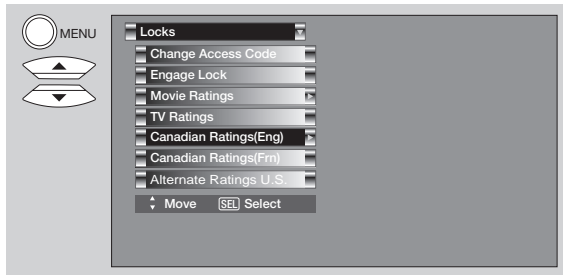 MENU
Locks
Change Access Code
Engage Lock
Movie Ratings
TV Ratings
Canadian Ratings(Eng)
Canadian Ratings(Frn)
Alternate Ratings U.S.
Move SEL Select